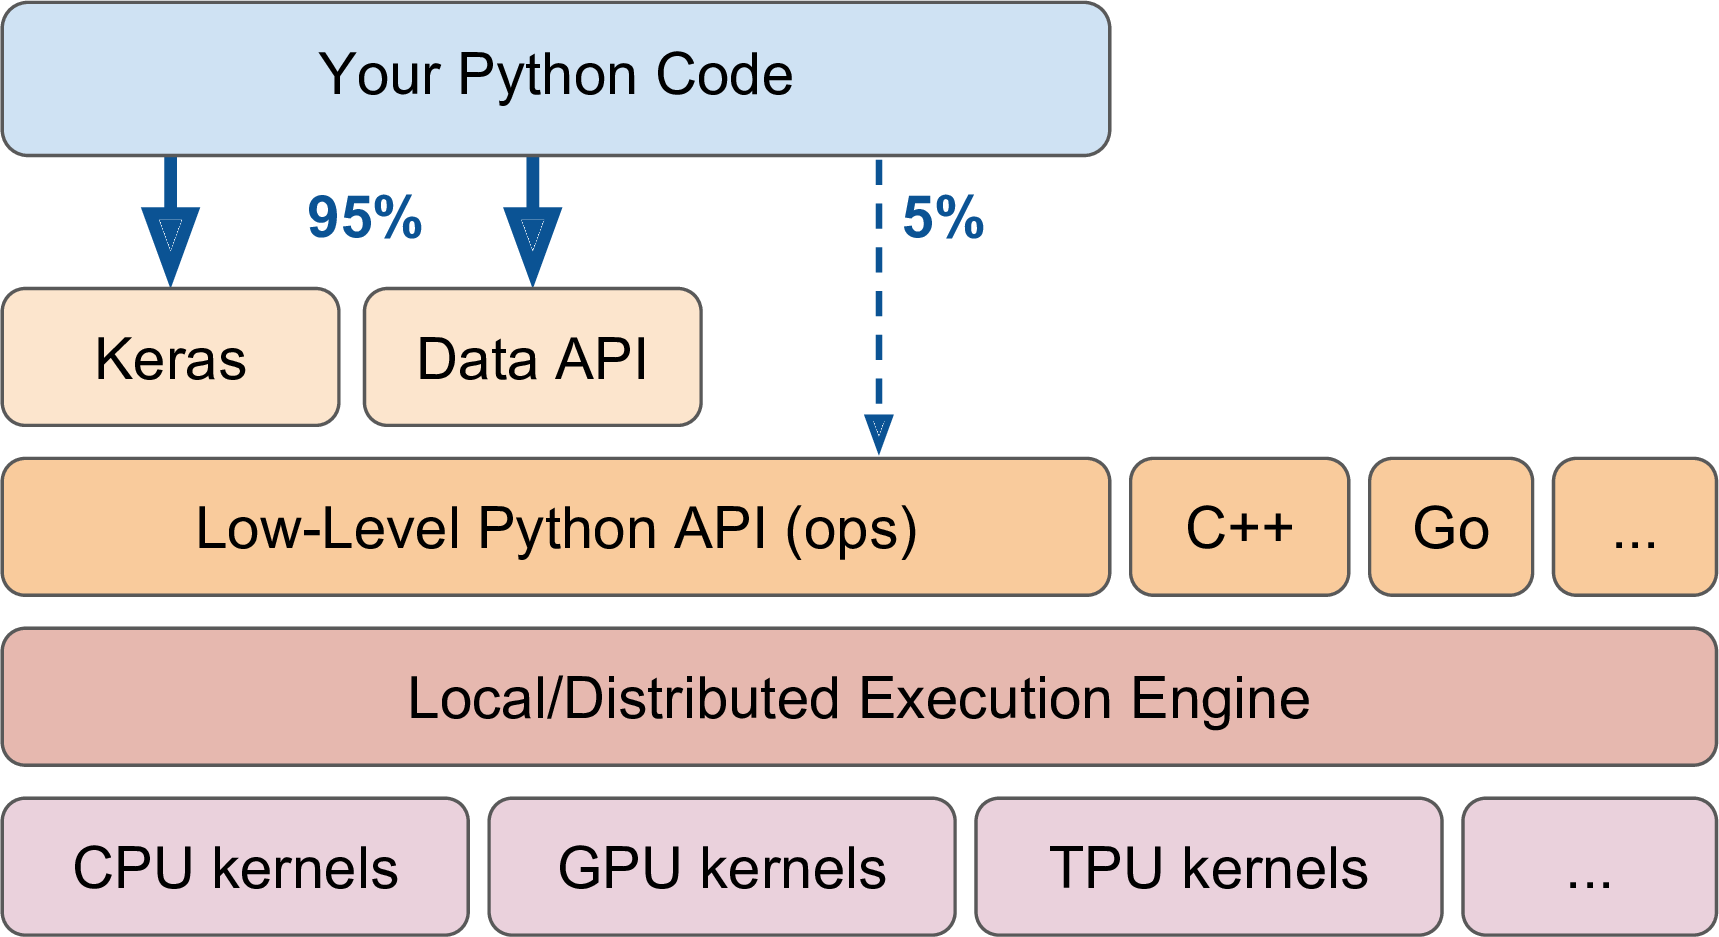 Your Python Code
95%
5%
Keras
Data API
Low-Level Python API (ops)
C++
Go
...
Local/Distributed Execution Engine
CPU kernels
GPU kernels
TPU kernels
...